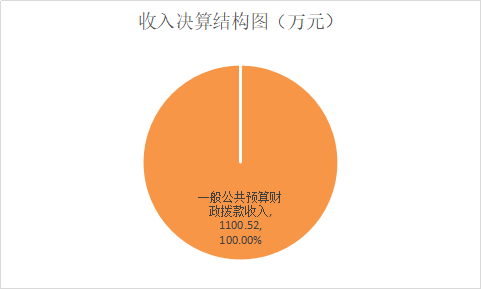 收入决算结构图（万元）
一般公共预算财
政拨款收入,
1100.52,
100.00%